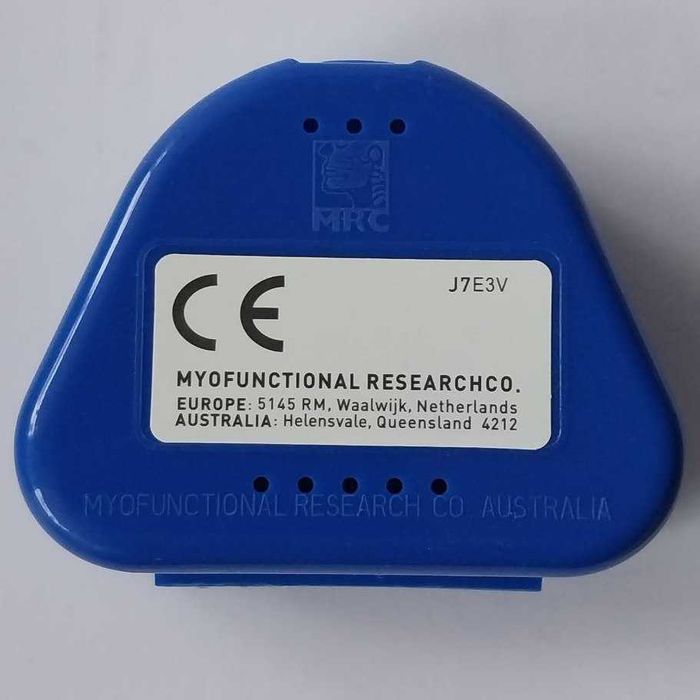 MRC
CE J7E3V
MYOFUNCTIONAL RESEARCHCO.
EUROPE: 5145 RM, Waalwijk, Netherlands
AUSTRALIA: Helensvale, Queensland 4212
MYOFUNCTIONAL RESEARCH CO. AUSTRALIA